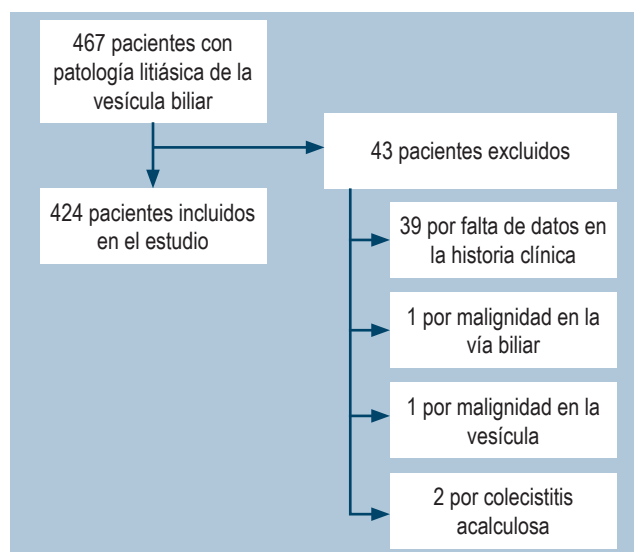 467 pacientes con
patología litiásica de la
vesícula biliar
43 pacientes excluidos
424 pacientes incluidos
en el estudio
39 por falta de datos en
la historia clínica
1 por malignidad en la
vía biliar
1 por malignidad en la
vesícula
2 por colecistitis
acalculosa